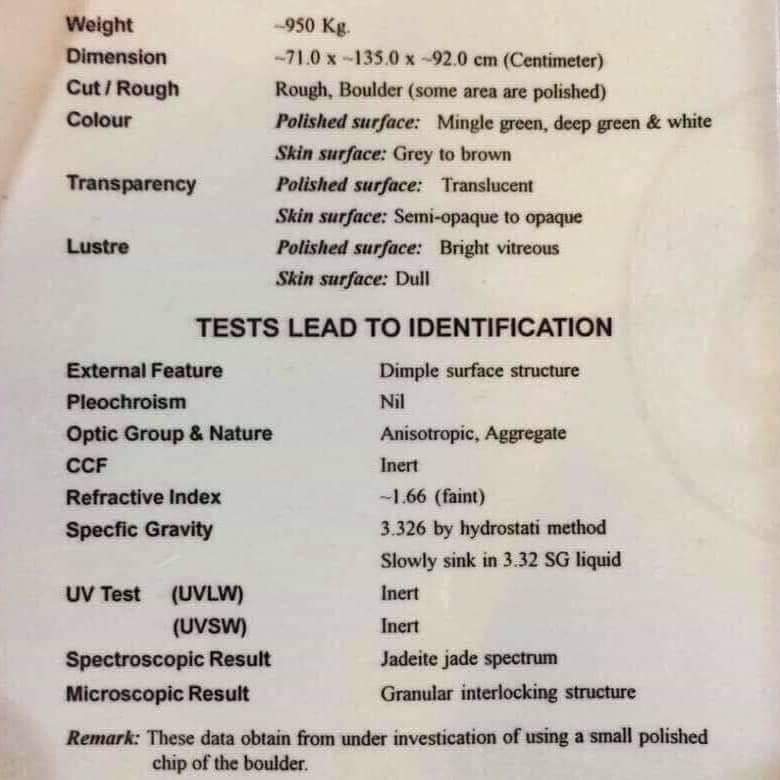 Weight ~950 Kg.
Dimension ~71.0 x ~135.0 x ~92.0 cm (Centimeter)
Cut / Rough Rough, Boulder (some area are polished)
Colour Polished surface: Mingle green, deep green & white
Skin surface: Grey to brown
Transparency Polished surface: Translucent
Skin surface: Semi-opaque to opaque
Lustre Polished surface: Bright vitreous
Skin surface: Dull
TESTS LEAD TO IDENTIFICATION
External Feature Dimple surface structure
Pleochroism Nil
Optic Group & Nature Anisotropic, Aggregate
CCF Inert
Refractive Index ~1.66 (faint)
Specfic Gravity 3.326 by hydrostati method
Slowly sink in 3.32 SG liquid
UV Test (UVLW) Inert
(UVSW) Inert
Spectroscopic Result Jadeite jade spectrum
Microscopic Result Granular interlocking structure
Remark: These data obtain from under investication of using a small polished
chip of the boulder.